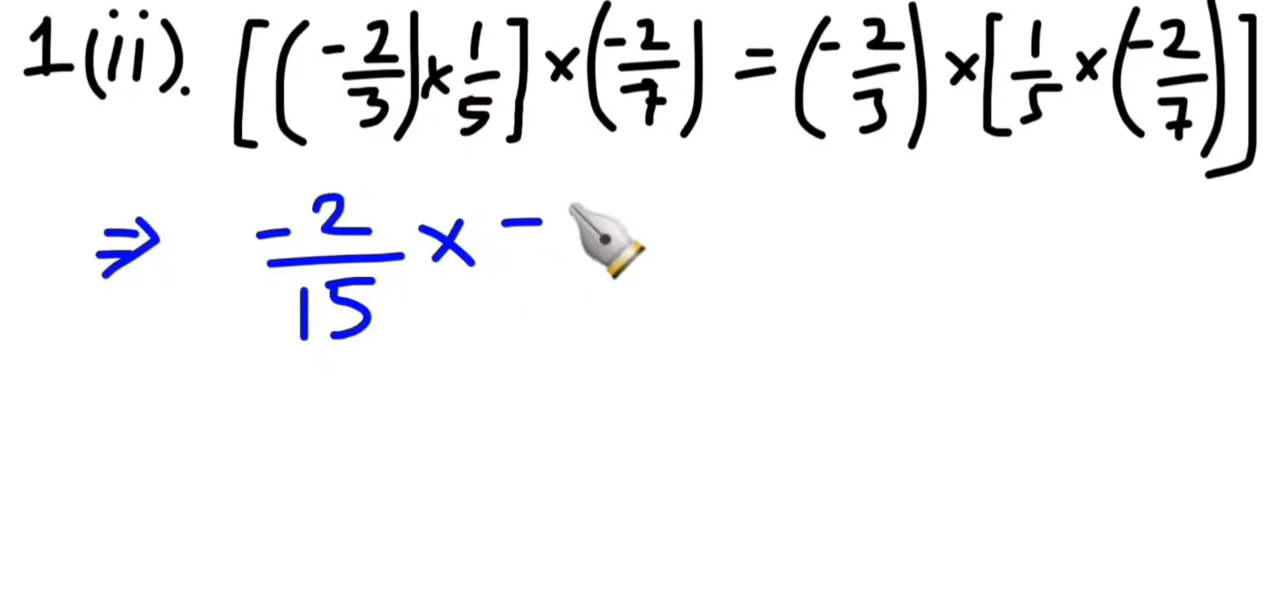 1(ii). [(-2/3)×1/5]×(-2/7)=(-2/3)×[1/5×(-2/7)]
⇒ -2/15 × -